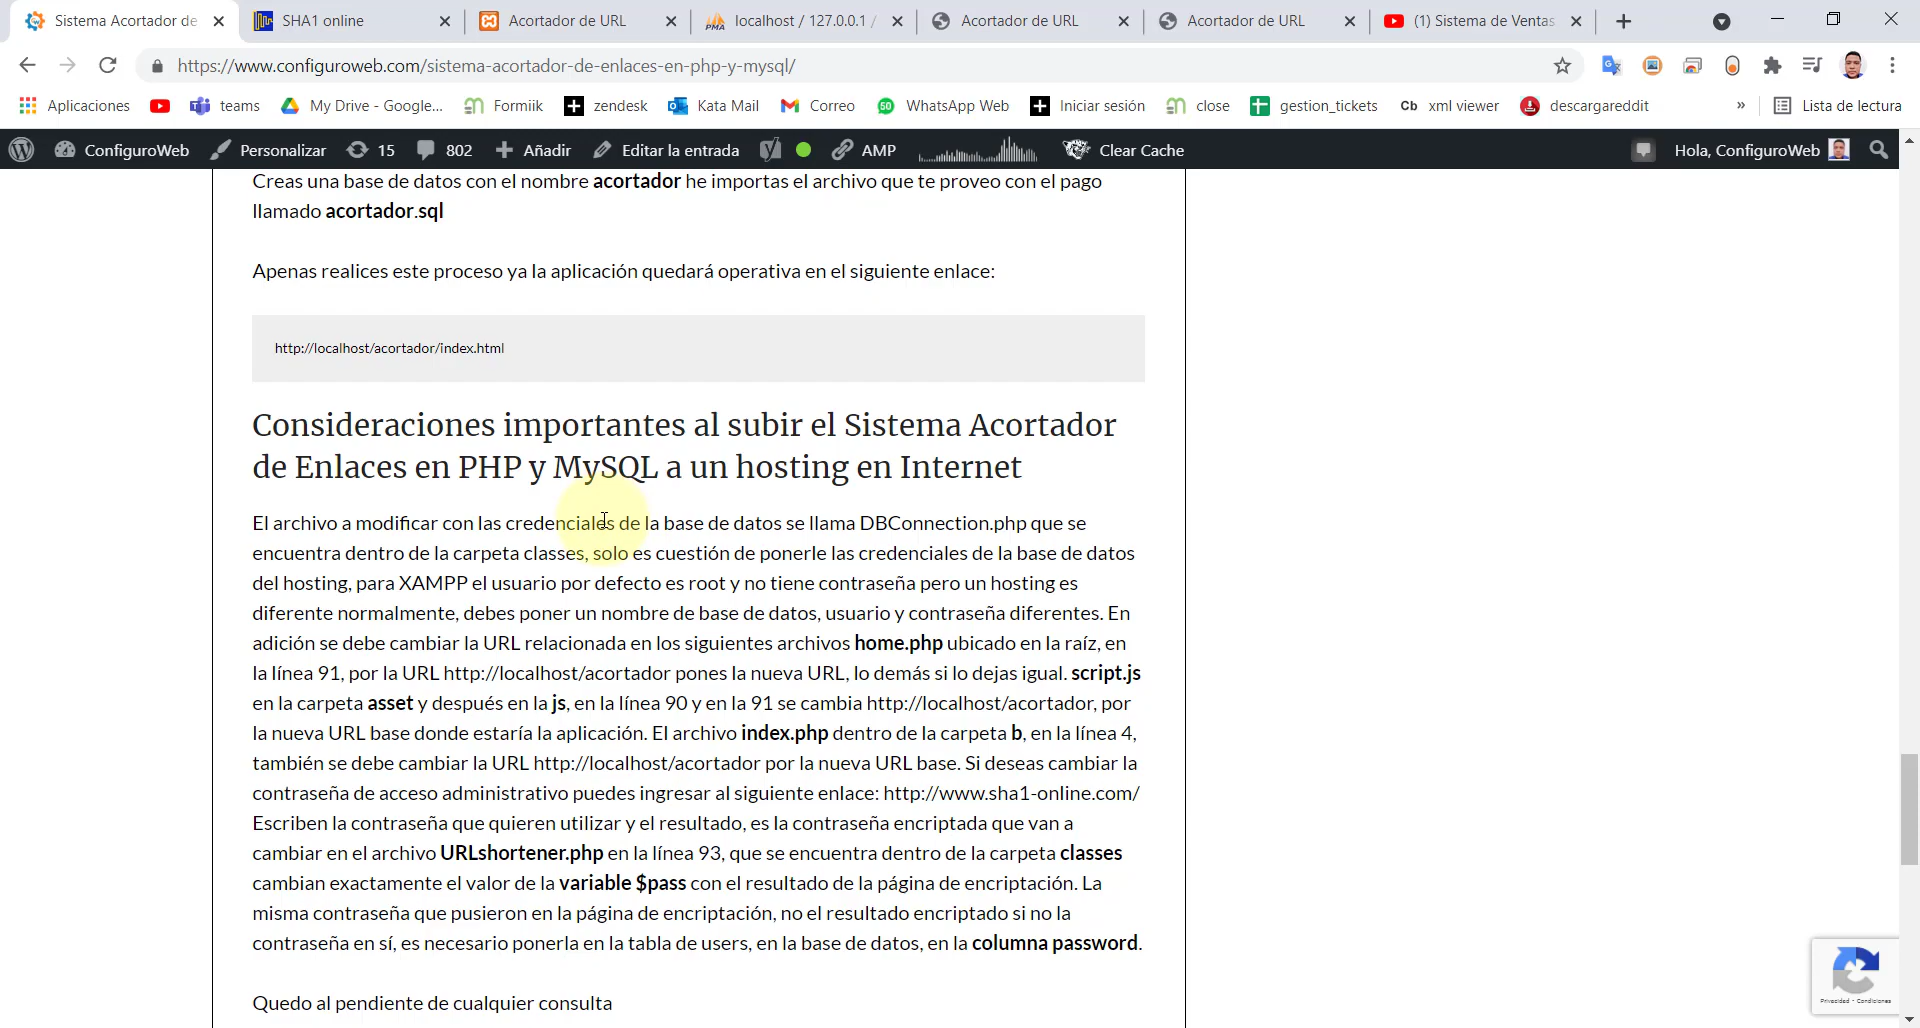 Sistema Acortador de
SHA1 online
Acortador de URL
localhost / 127.0.0.1 /
Acortador de URL
Acortador de URL
(1) Sistema de Ventas
https://www.configuroweb.com/sistema-acortador-de-enlaces-en-php-y-mysql/
Aplicaciones
teams
My Drive - Google...
Formiik
zendesk
Kata Mail
Correo
WhatsApp Web
Iniciar sesión
close
gestion_tickets
Cb xml viewer
descargareddit
»
Lista de lectura
ConfiguroWeb
Personalizar
15
802
Añadir
Editar la entrada
AMP
Clear Cache
Hola, ConfiguroWeb
Creas una base de datos con el nombre acortador he importas el archivo que te proveo con el pago
llamado acortador.sql
Apenas realices este proceso ya la aplicación quedará operativa en el siguiente enlace:
http://localhost/acortador/index.html
Consideraciones importantes al subir el Sistema Acortador
de Enlaces en PHP y MySQL a un hosting en Internet
El archivo a modificar con las credenciales de la base de datos se llama DBConnection.php que se
encuentra dentro de la carpeta classes, solo es cuestión de ponerle las credenciales de la base de datos
del hosting, para XAMPP el usuario por defecto es root y no tiene contraseña pero un hosting es
diferente normalmente, debes poner un nombre de base de datos, usuario y contraseña diferentes. En
adición se debe cambiar la URL relacionada en los siguientes archivos home.php ubicado en la raíz, en
la línea 91, por la URL http://localhost/acortador pones la nueva URL, lo demás si lo dejas igual. script.js
en la carpeta asset y después en la js, en la línea 90 y en la 91 se cambia http://localhost/acortador, por
la nueva URL base donde estaría la aplicación. El archivo index.php dentro de la carpeta b, en la línea 4,
también se debe cambiar la URL http://localhost/acortador por la nueva URL base. Si deseas cambiar la
contraseña de acceso administrativo puedes ingresar al siguiente enlace: http://www.sha1-online.com/
Escriben la contraseña que quieren utilizar y el resultado, es la contraseña encriptada que van a
cambiar en el archivo URLshortener.php en la línea 93, que se encuentra dentro de la carpeta classes
cambian exactamente el valor de la variable $pass con el resultado de la página de encriptación. La
misma contraseña que pusieron en la página de encriptación, no el resultado encriptado si no la
contraseña en sí, es necesario ponerla en la tabla de users, en la base de datos, en la columna password.
Quedo al pendiente de cualquier consulta
Privacidad - Condiciones